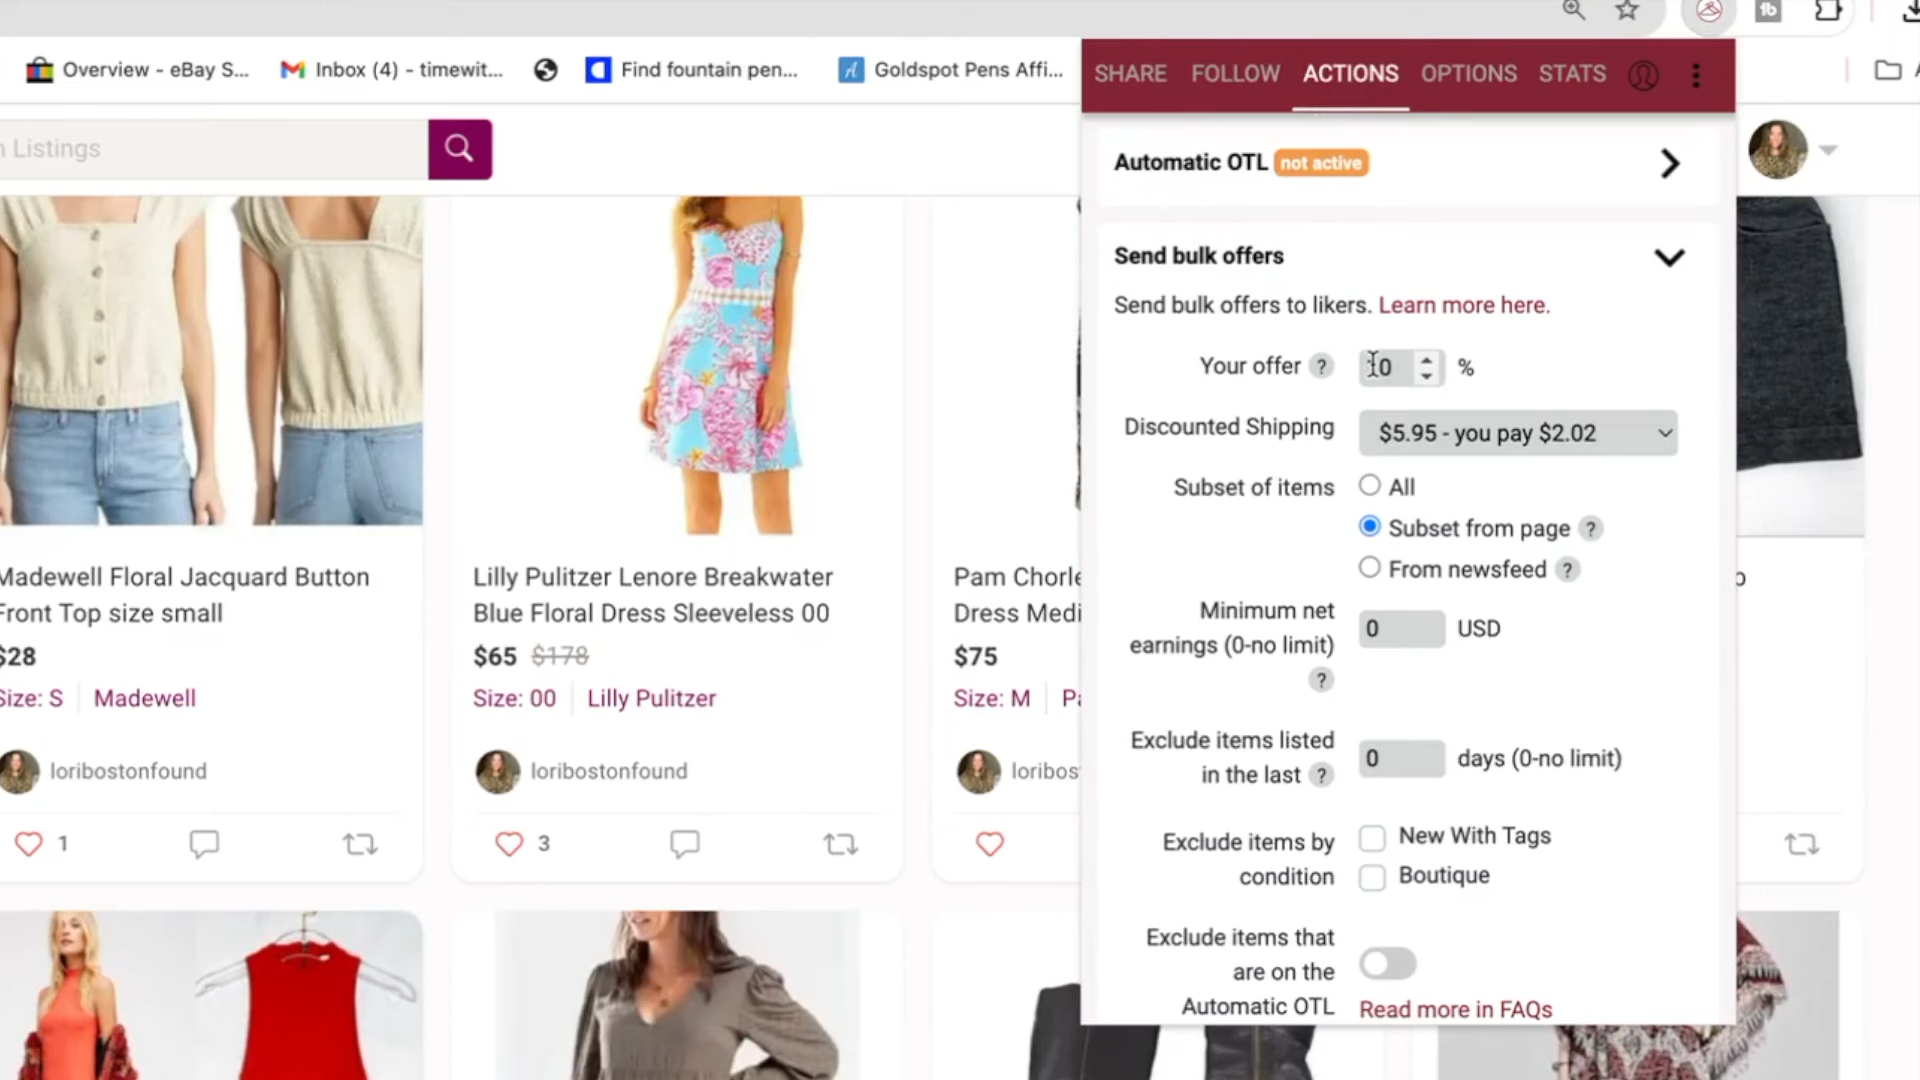 Overview - eBay S...
Inbox (4) - timewit...
Find fountain pen...
Goldspot Pens Affi...
Listings
SHARE FOLLOW ACTIONS OPTIONS STATS
Automatic OTL not active
Send bulk offers
Send bulk offers to likers. Learn more here.
Your offer ? %
Discounted Shipping $5.95 - you pay $2.02
Subset of items All
Subset from page ?
From newsfeed ?
Minimum net
earnings (0-no limit) 0 USD
?
Exclude items listed
in the last ? 0 days (0-no limit)
Exclude items by
condition
New With Tags
Boutique
Exclude items that
are on the
Automatic OTL Read more in FAQs
Madewell Floral Jacquard Button
Front Top size small
$28
Size: S Madewell
loribostonfound
1
Lilly Pulitzer Lenore Breakwater
Blue Floral Dress Sleeveless 00
$65 $178
Size: 00 Lilly Pulitzer
loribostonfound
3
Pam Chorle
Dress Medi
$75
Size: M Pa
loribos